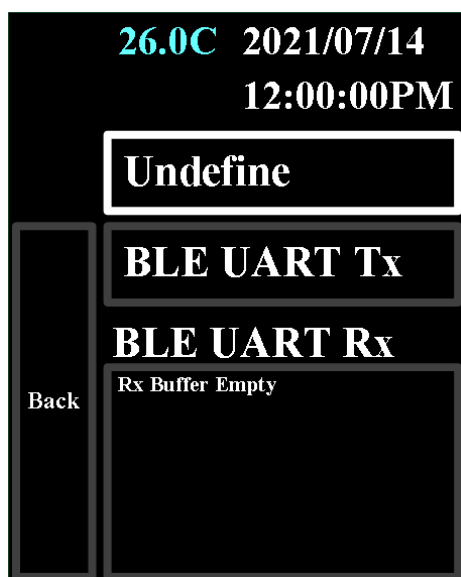 26.0C 2021/07/14
12:00:00PM
Undefine
BLE UART Tx
BLE UART Rx
Rx Buffer Empty
Back